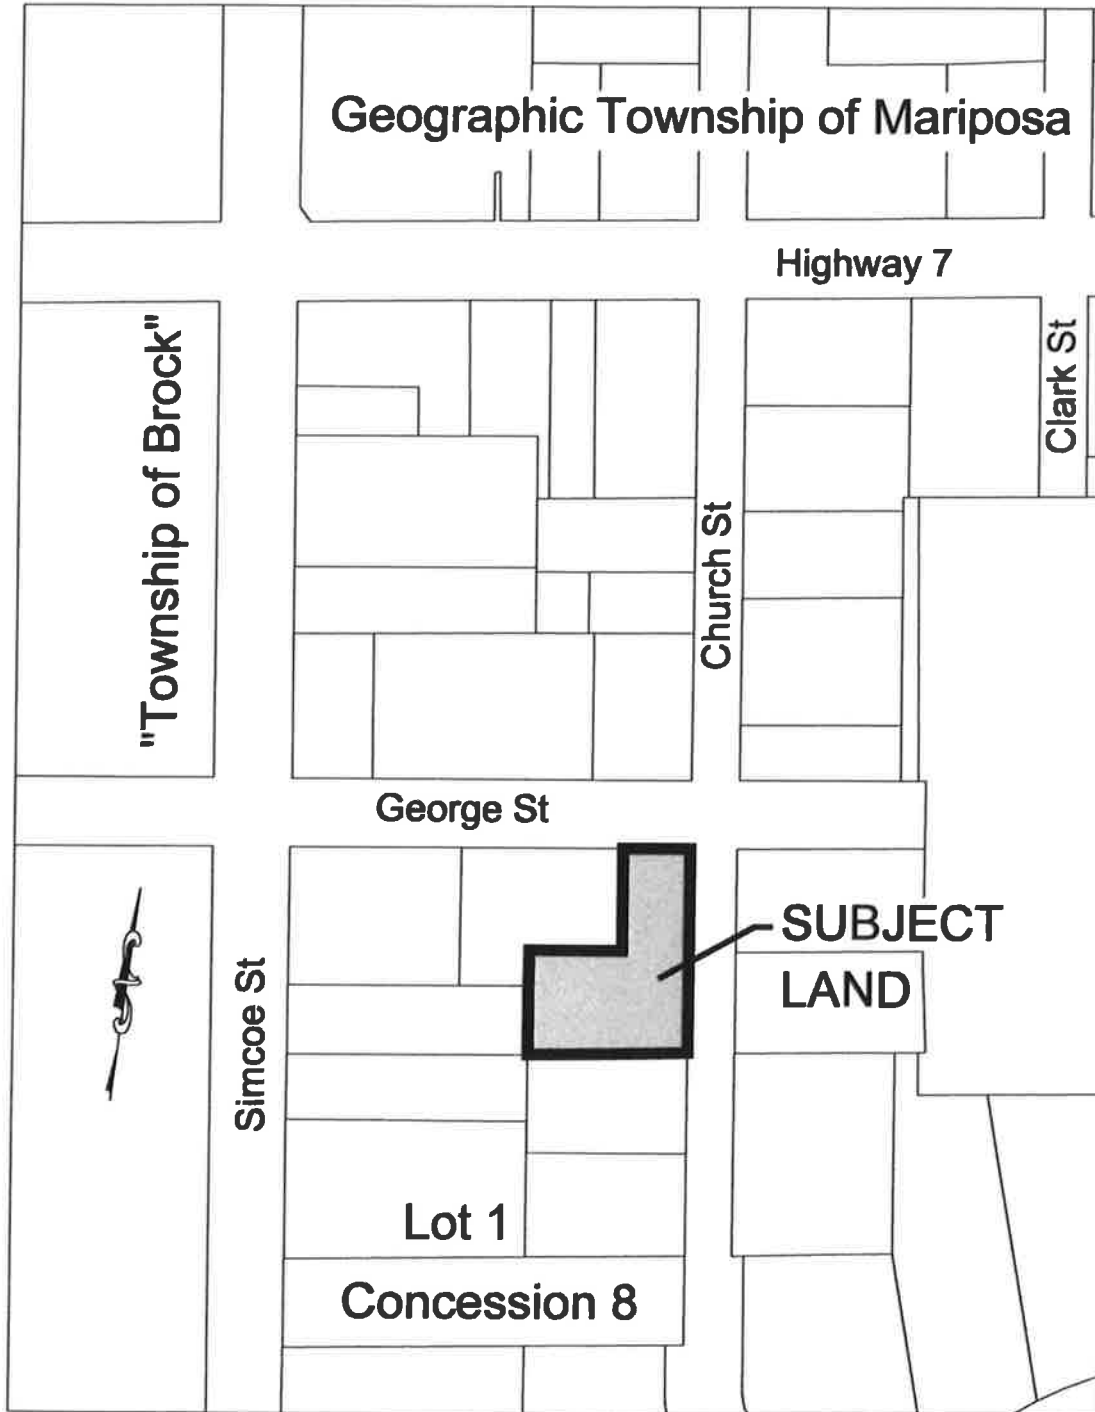 Geographic Township of Mariposa
Highway 7
"Township of Brock"
Clark St
Church St
George St
SUBJECT
LAND
Simcoe St
Lot 1
Concession 8